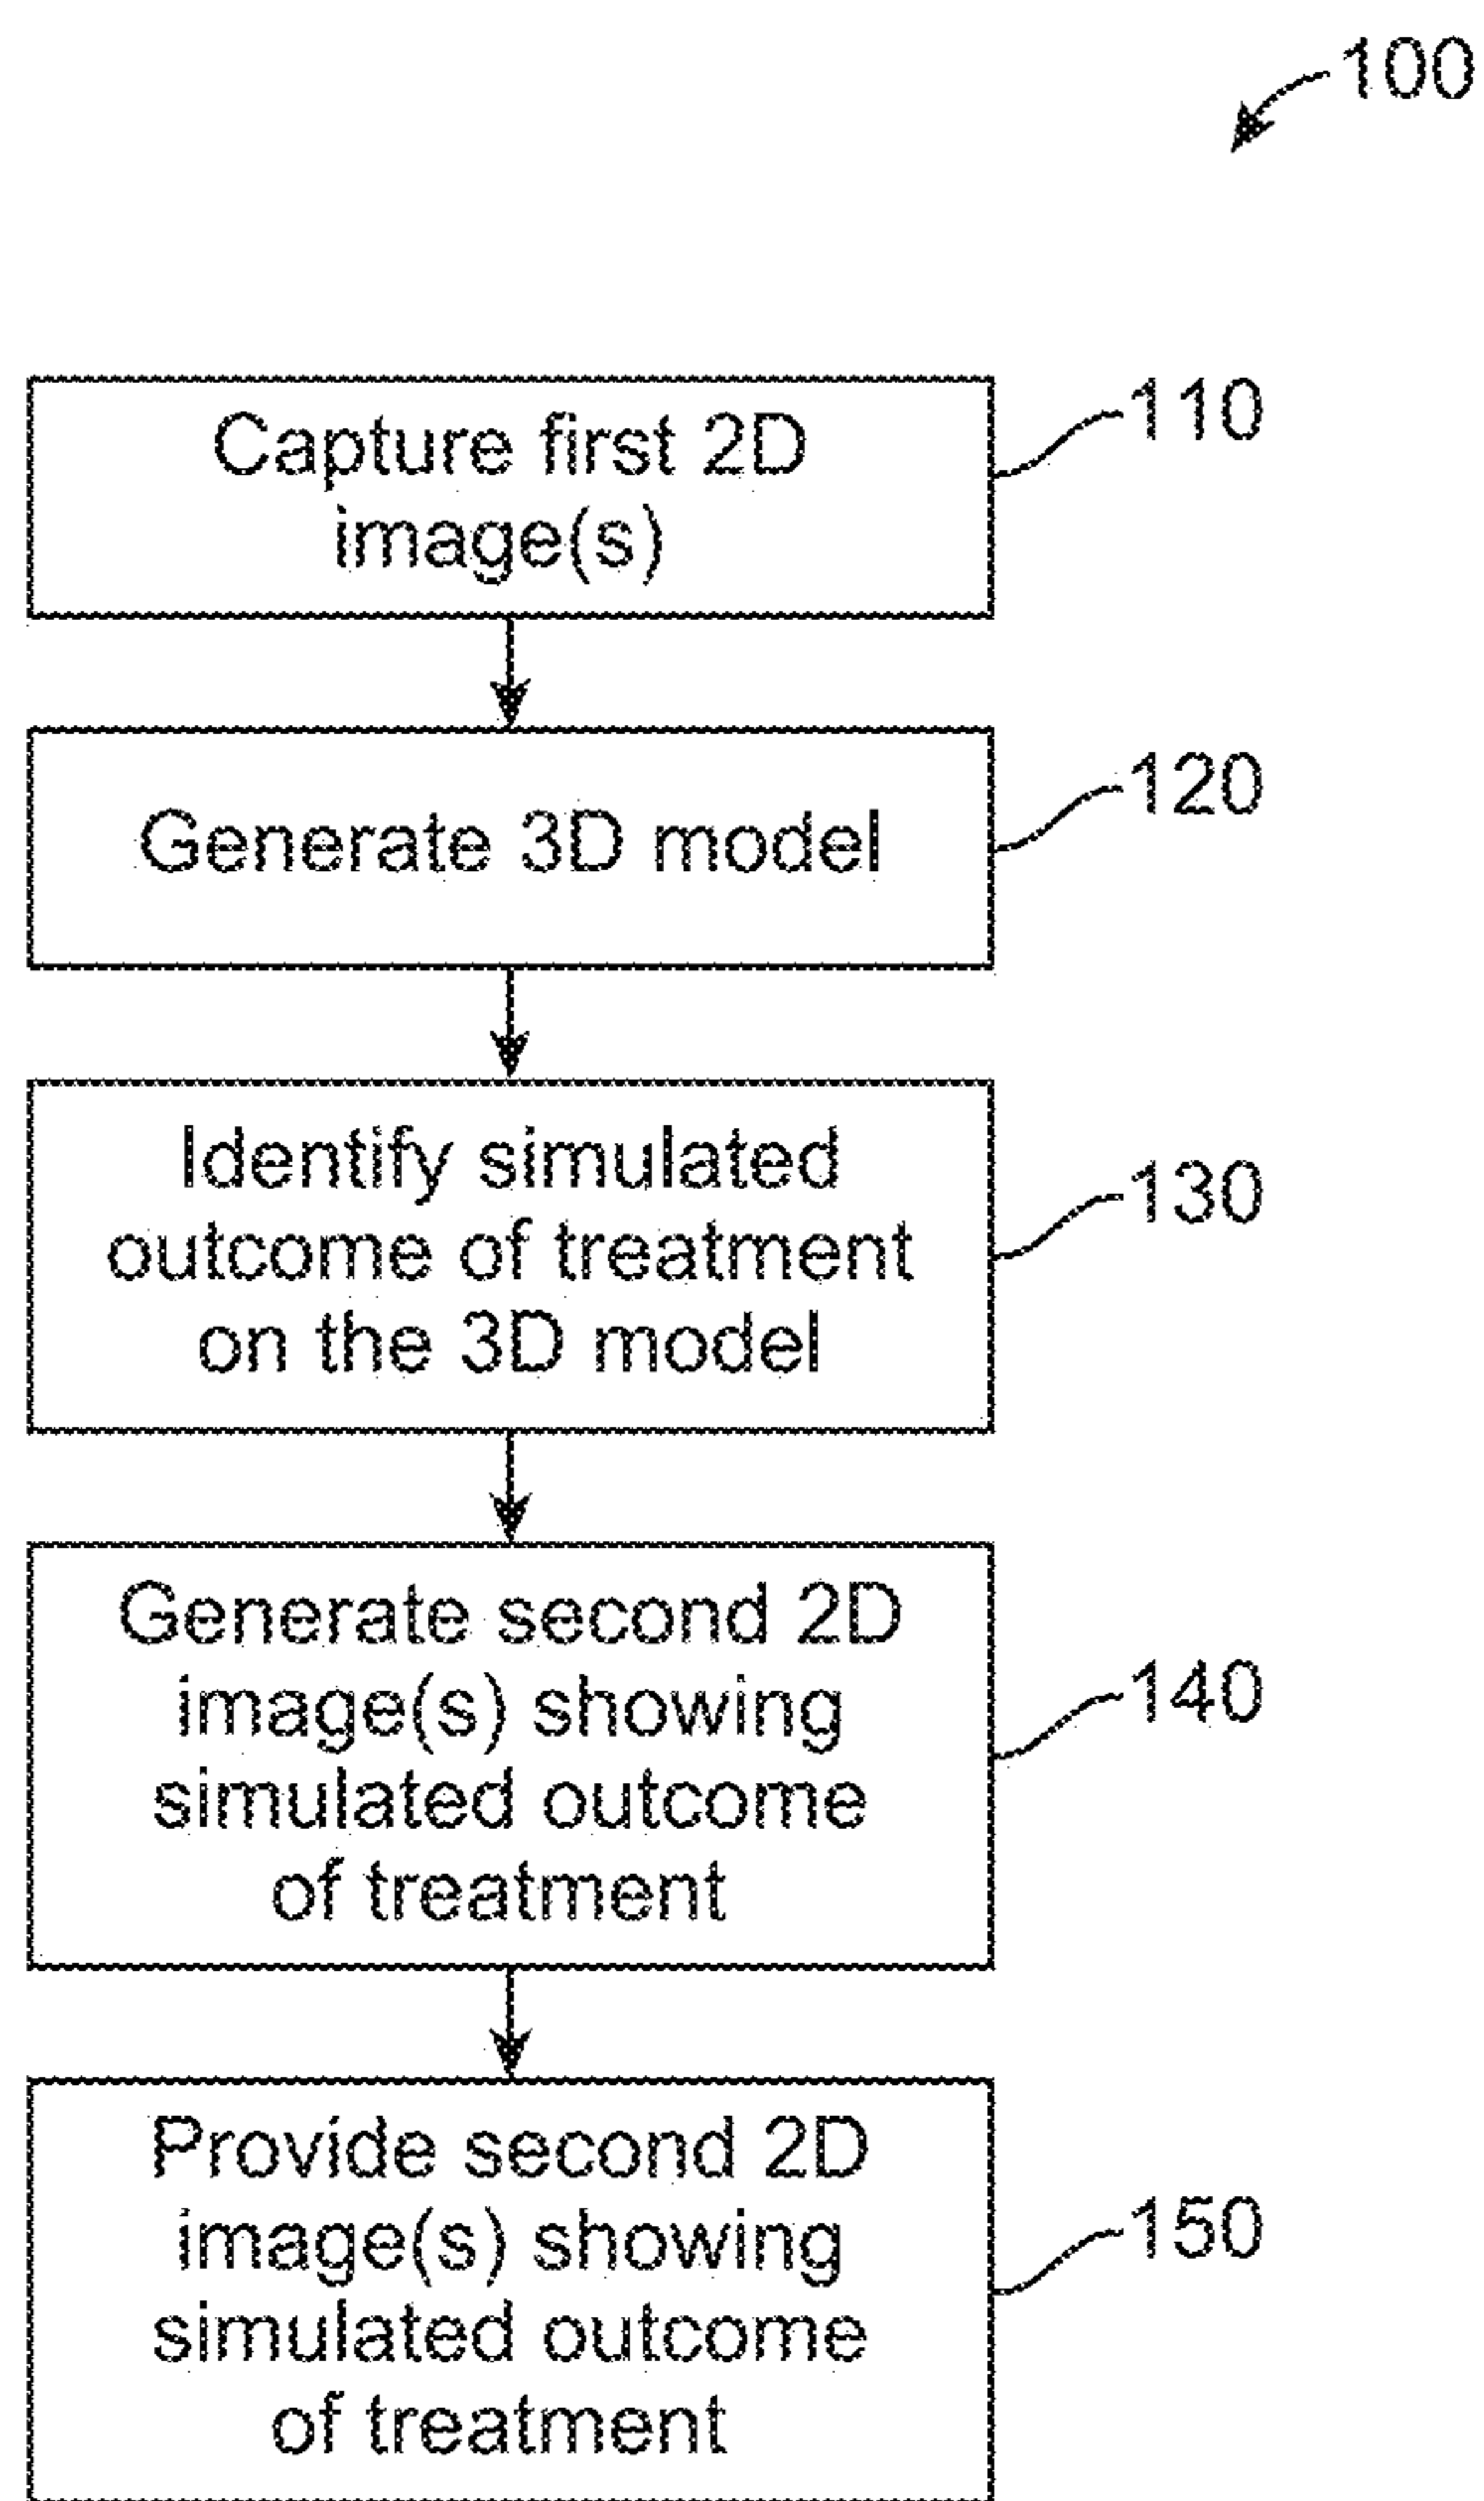 100
Capture first 2D
image(s)
110
Generate 3D model
120
Identify simulated
outcome of treatment
on the 3D model
130
Generate second 2D
image(s) showing
simulated outcome
of treatment
140
Provide second 2D
image(s) showing
simulated outcome
of treatment
150